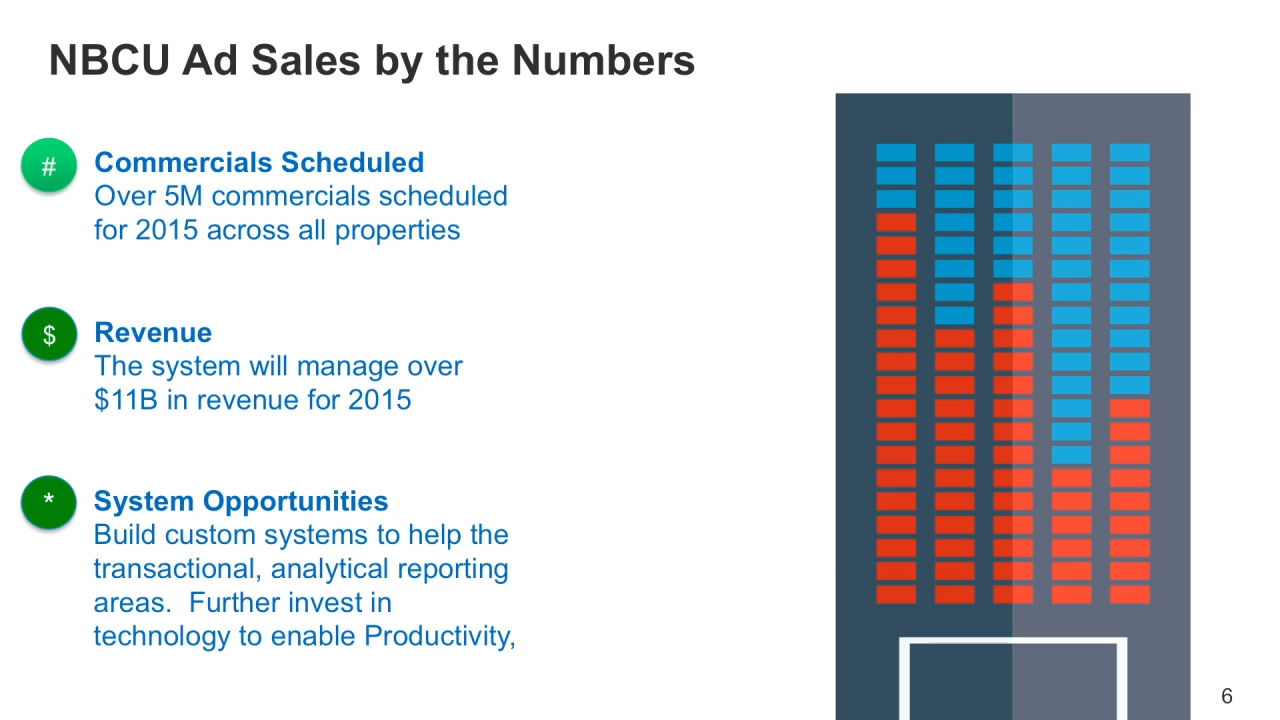 NBCU Ad Sales by the Numbers
#
Commercials Scheduled
Over 5M commercials scheduled
for 2015 across all properties
$
Revenue
The system will manage over
$11B in revenue for 2015
*
System Opportunities
Build custom systems to help the
transactional, analytical reporting
areas.  Further invest in
technology to enable Productivity,
6